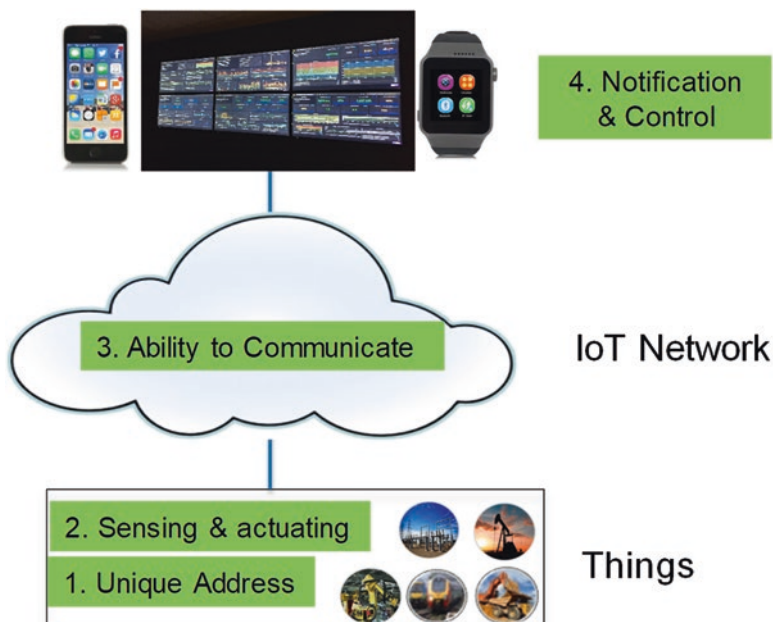 4. Notification
& Control
3. Ability to Communicate
IoT Network
2. Sensing & actuating
1. Unique Address
Things